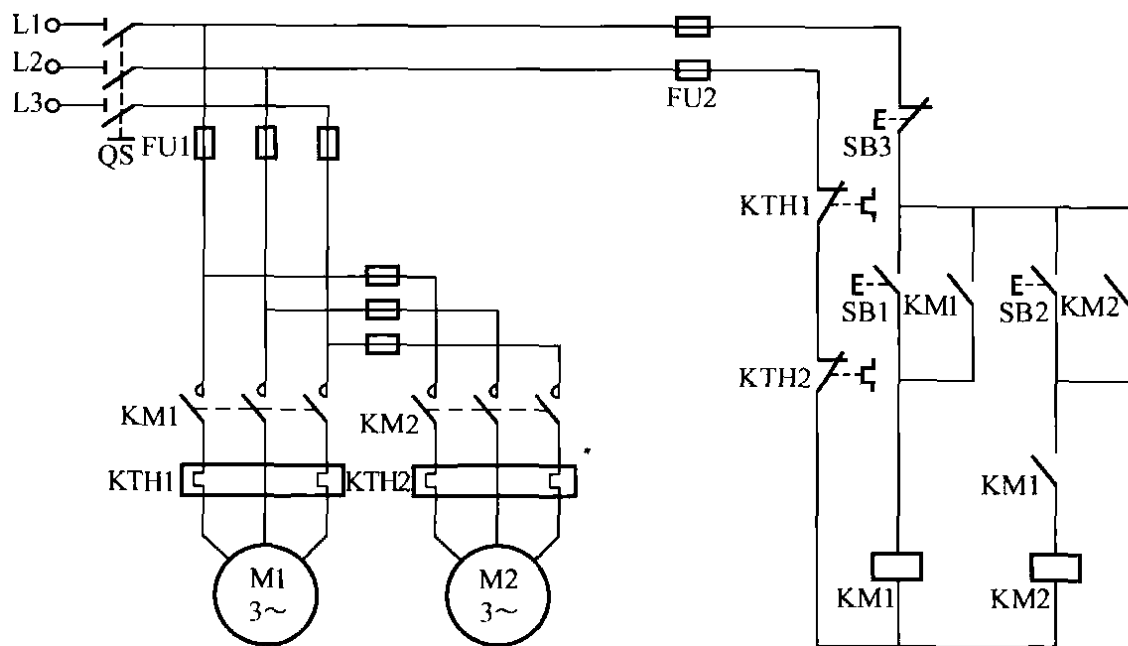 L1
L2
L3
QS
FU1
FU2
SB3
KTH1
SB1
KM1
SB2
KM2
KTH2
KM1
KM2
KTH1
KTH2
KM1
M1
3～
M2
3～
KM1
KM2